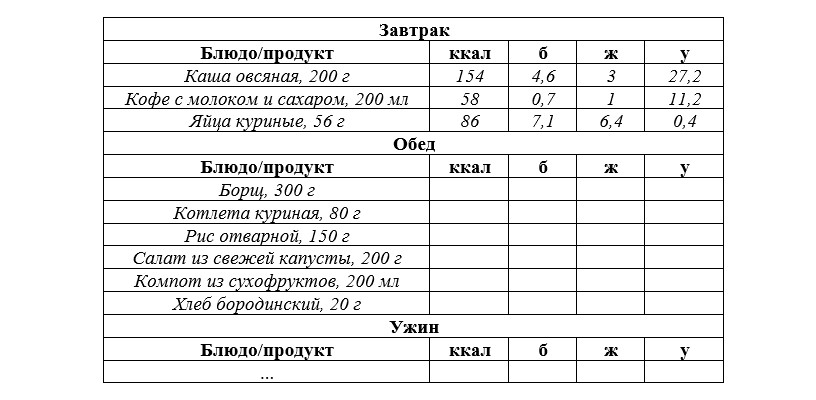 Завтрак
Блюдо/продукт ккал б ж у
Каша овсяная, 200 г 154 4,6 3 27,2
Кофе с молоком и сахаром, 200 мл 58 0,7 1 11,2
Яйца куриные, 56 г 86 7,1 6,4 0,4
Обед
Блюдо/продукт ккал б ж у
Борщ, 300 г
Котлета куриная, 80 г
Рис отварной, 150 г
Салат из свежей капусты, 200 г
Компот из сухофруктов, 200 мл
Хлеб бородинский, 20 г
Ужин
Блюдо/продукт ккал б ж у
...